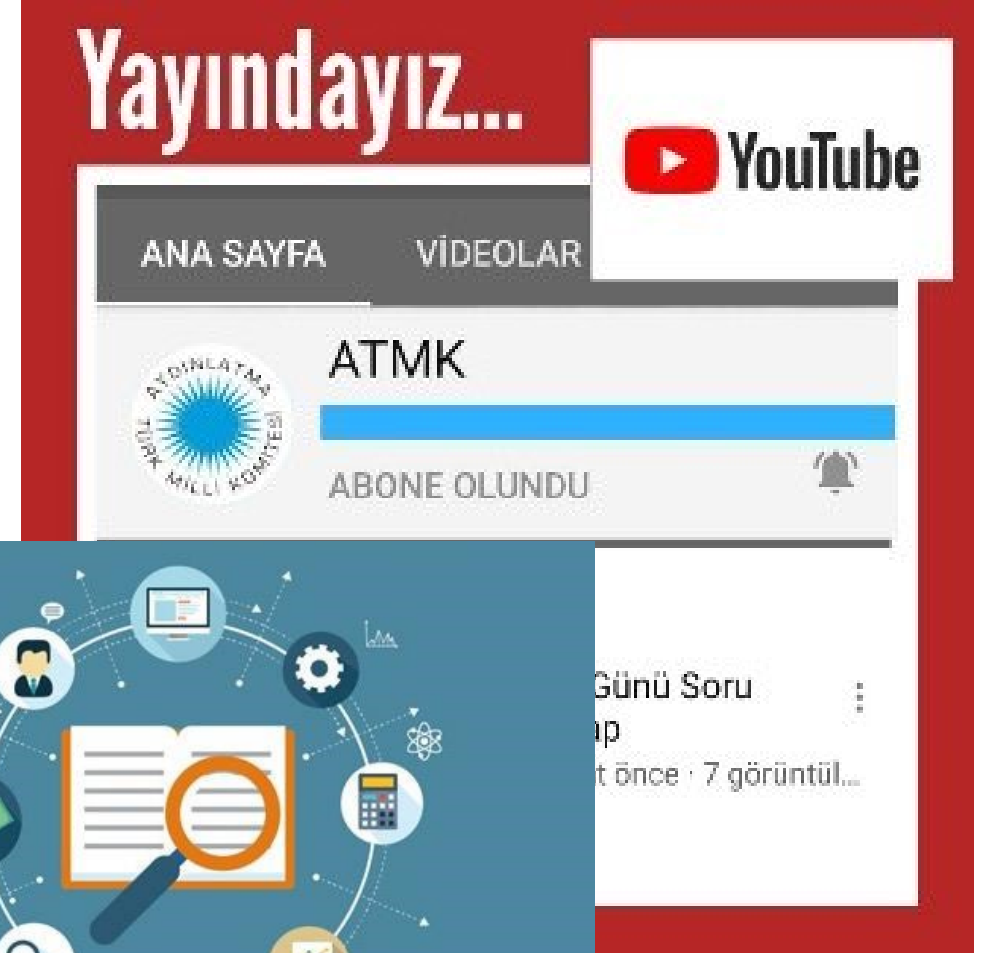 Yayındayız...
YouTube
ANA SAYFA
VİDEOLAR
ATMK
AYDINLATMA
TÜRK MİLLİ KOMİTESİ
ABONE OLUNDU
Günü Soru
önce · 7 görüntül...